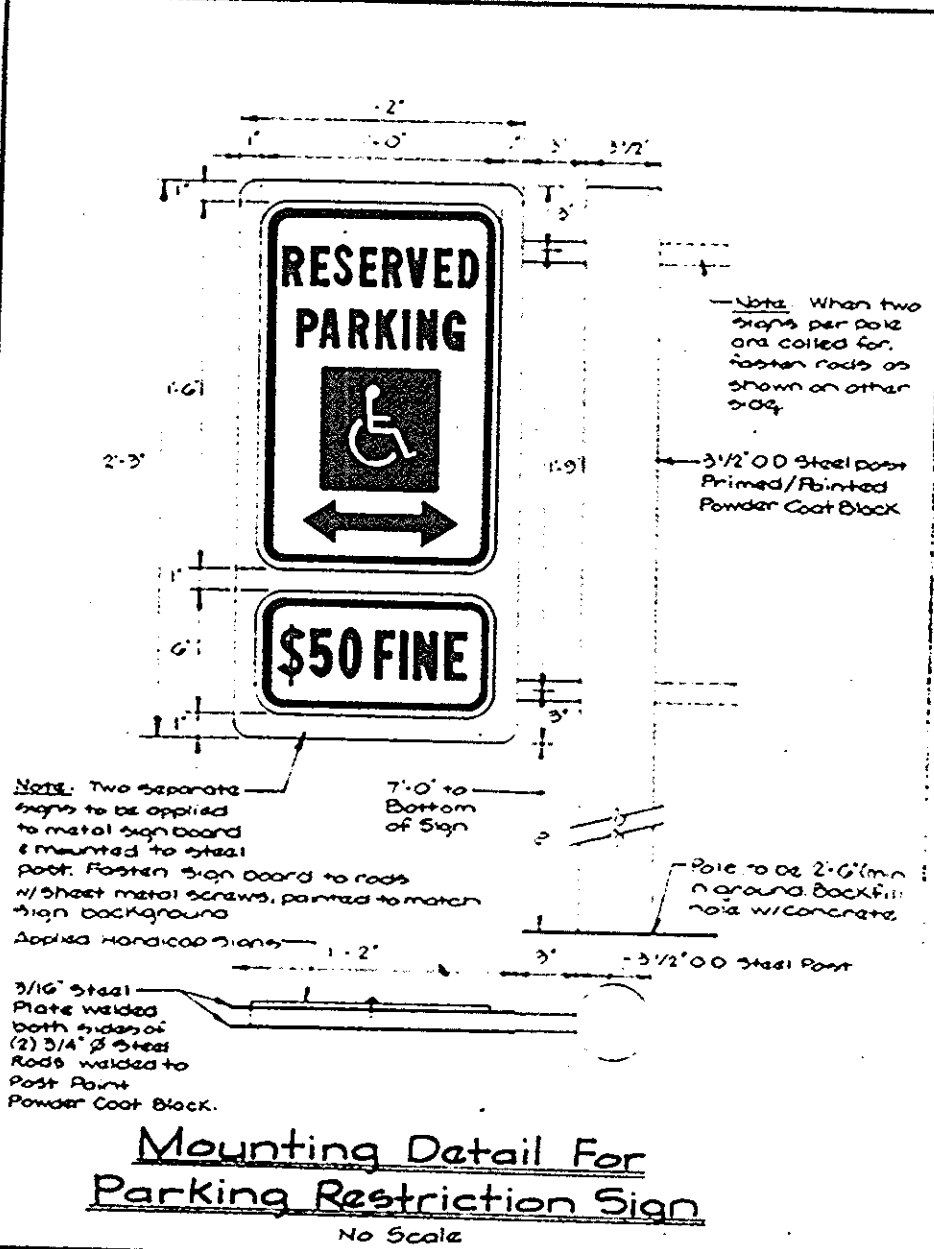 -2"
1"
-0"
3"
3 1/2"
1"
3"
RESERVED
PARKING
1'-6"
2'-3"
1'-9"
Note: When two
signs per pole
are called for,
fasten rods as
shown on other
side
3 1/2" O D Steel post
Primed/Painted
Powder Coat Black
1"
6"
$50 FINE
1"
3"
Note: Two separate
signs to be applied
to metal sign board
& mounted to steel
post. Fasten sign board to rods
w/sheet metal screws, painted to match
sign background
7'-0" to
Bottom
of Sign
Pole to be 2'-6" (min
n ground. Backfill
hole w/concrete
Applied Handicap signs
1-2"
3"
3 1/2" O D Steel Post
3/16" Steel
Plate welded
both sides of
(2) 3/4" Ø Steel
Rods welded to
Post Paint
Powder Coat Black.
Mounting Detail For
Parking Restriction Sign
No Scale